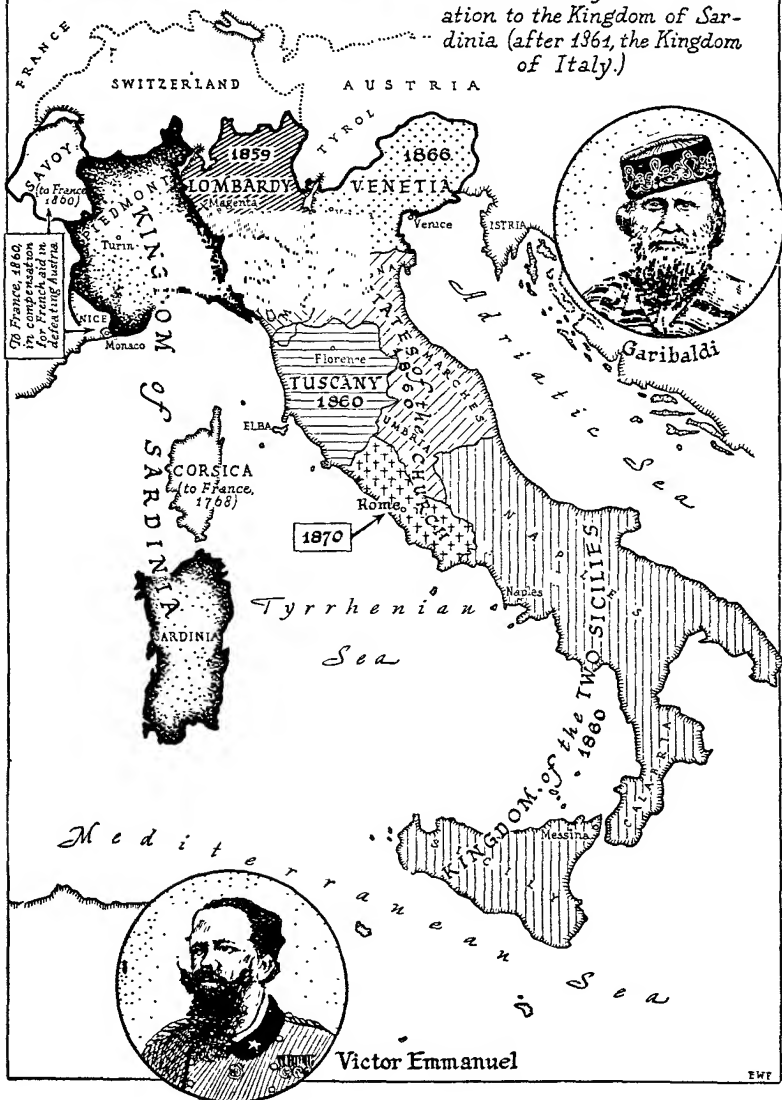 ation to the Kingdom of Sar-
dinia (after 1861, the Kingdom
of Italy.)
FRANCE
SWITZERLAND
AUSTRIA
TYROL
SAVOY
(to France
1860)
PIEDMONT
Turin
1859
LOMBARDY
Magenta
1866
VENETIA
Venice
ISTRIA
To France, 1860,
in compensation
for French aid in
defeating Austria
NICE
Monaco
KINGDOM of SARDINIA
Garibaldi
Adriatic Sea
Florence
TUSCANY
1860
STATES of the CHURCH
1860
MARCHES
UMBRIA
ELBA
CORSICA
(to France,
1768)
Rome
1870
NAPLES
Naples
SARDINIA
Tyrrhenian
Sea
KINGDOM of the TWO SICILIES
1860
CALABRIA
Messina
SICILY
Mediterranean Sea
Victor Emmanuel
EWF